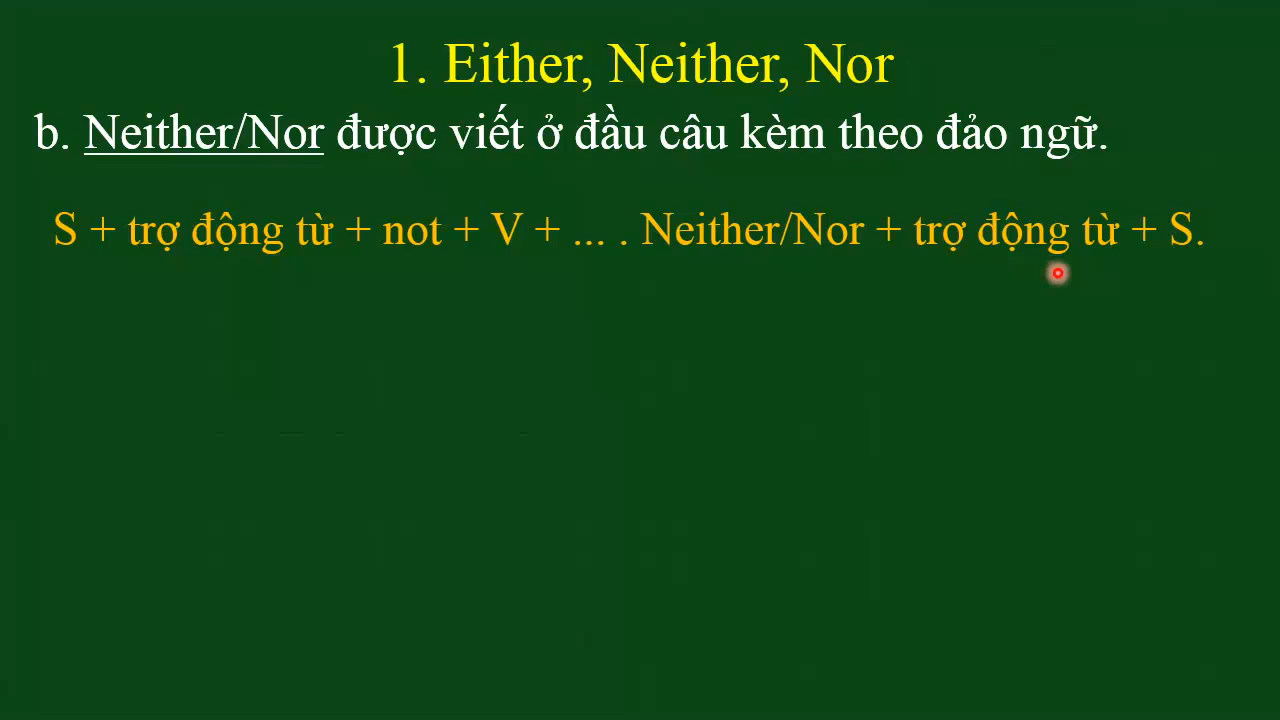 1. Either, Neither, Nor
b. Neither/Nor được viết ở đầu câu kèm theo đảo ngữ.
S + trợ động từ + not + V + ... . Neither/Nor + trợ động từ + S.